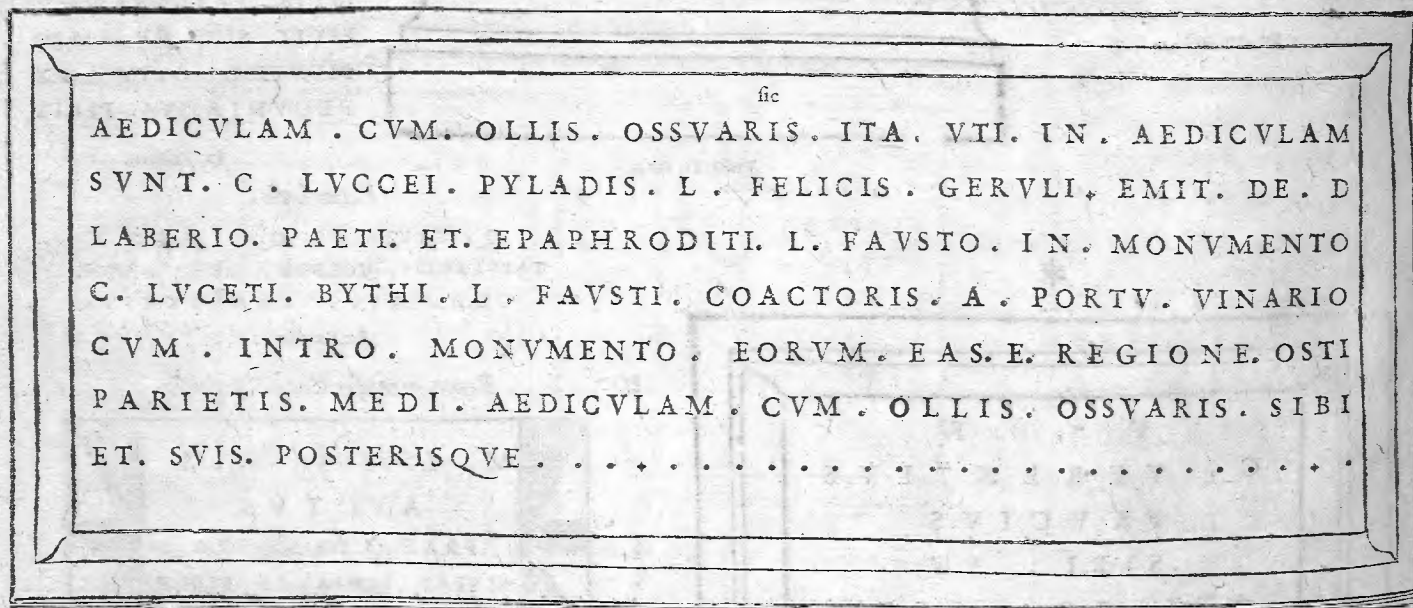 sic
AEDICVLAM . CVM. OLLIS. OSSVARIS. ITA. VTI. IN. AEDICVLAM
SVNT. C . LVCCEI. PYLADIS. L. FELICIS . GERVLI. EMIT. DE. D
LABERIO. PAETI. ET. EPAPHRODITI. L. FAVSTO. IN. MONVMENTO
C. LVCETI. BYTHI. L. FAVSTI. COACTORIS. A. PORTV. VINARIO
CVM . INTRO. MONVMENTO. EORVM. EAS. E. REGIONE. OSTI
PARIETIS. MEDI. AEDICVLAM. CVM. OLLIS. OSSVARIS. SIBI
ET. SVIS. POSTERISQVE . . . . . . . . . . . . . . . . . . . . . . . .